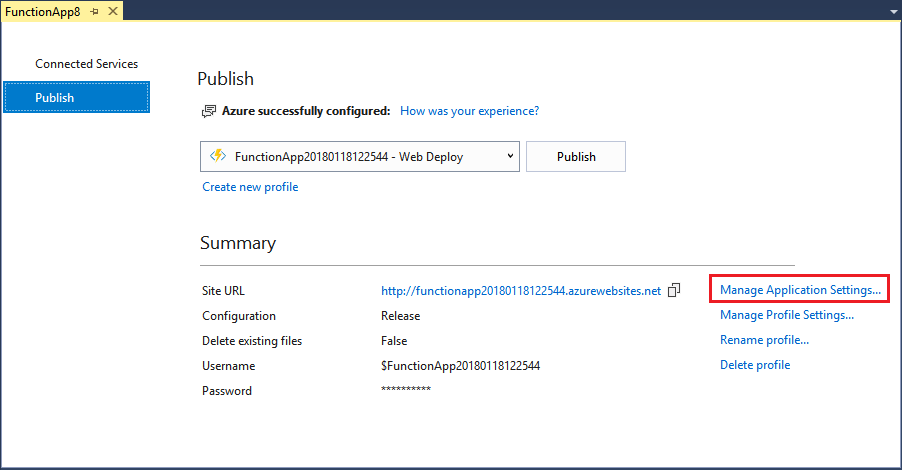 FunctionApp8
Connected Services
Publish
Publish
Azure successfully configured: How was your experience?
FunctionApp20180118122544 - Web Deploy Publish
Create new profile
Summary
Site URL http://functionapp20180118122544.azurewebsites.net Manage Application Settings...
Configuration Release Manage Profile Settings...
Delete existing files False Rename profile...
Username $FunctionApp20180118122544 Delete profile
Password **********